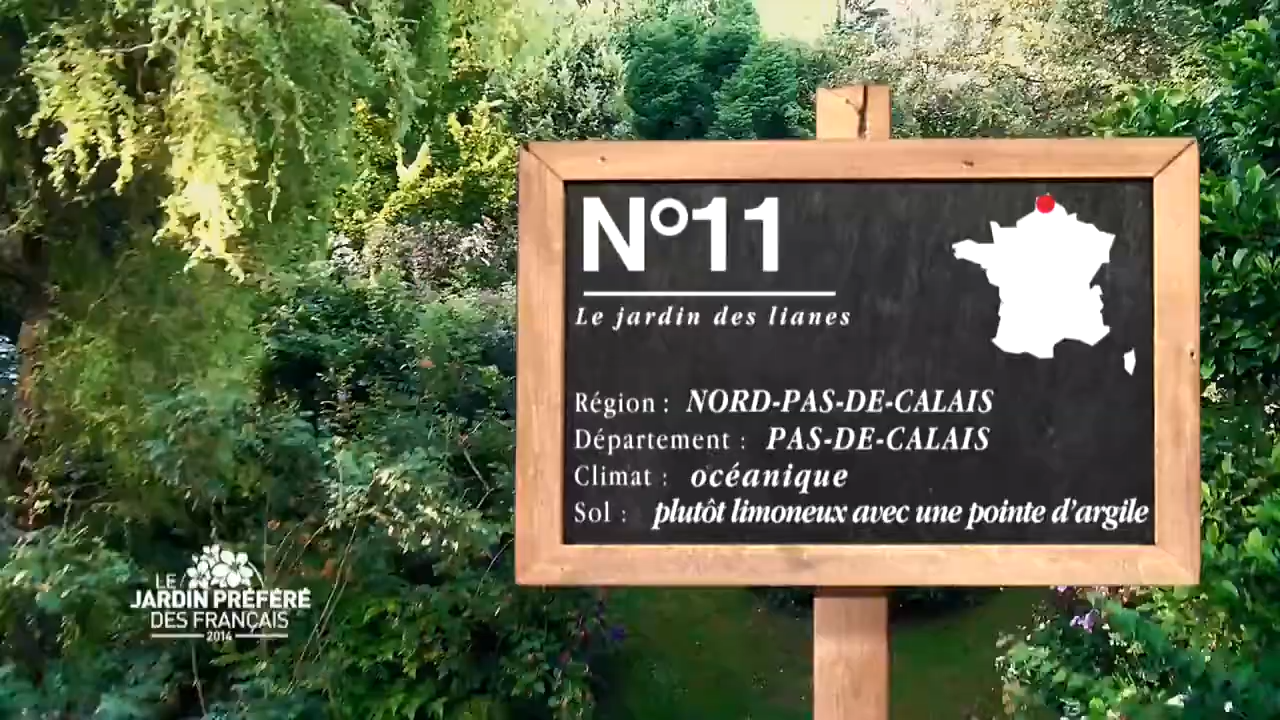 N°11
Le jardin des lianes
Région : NORD-PAS-DE-CALAIS
Département : PAS-DE-CALAIS
Climat : océanique
Sol : plutôt limoneux avec une pointe d'argile
LE
JARDIN PRÉFÉRÉ
DES FRANÇAIS
2014